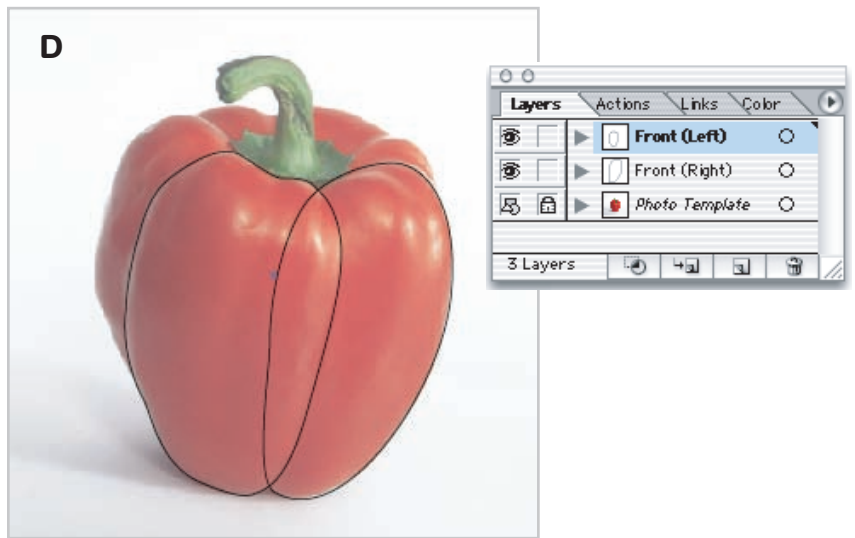 D
Layers Actions Links Color
Front (Left)
Front (Right)
Photo Template
3 Layers